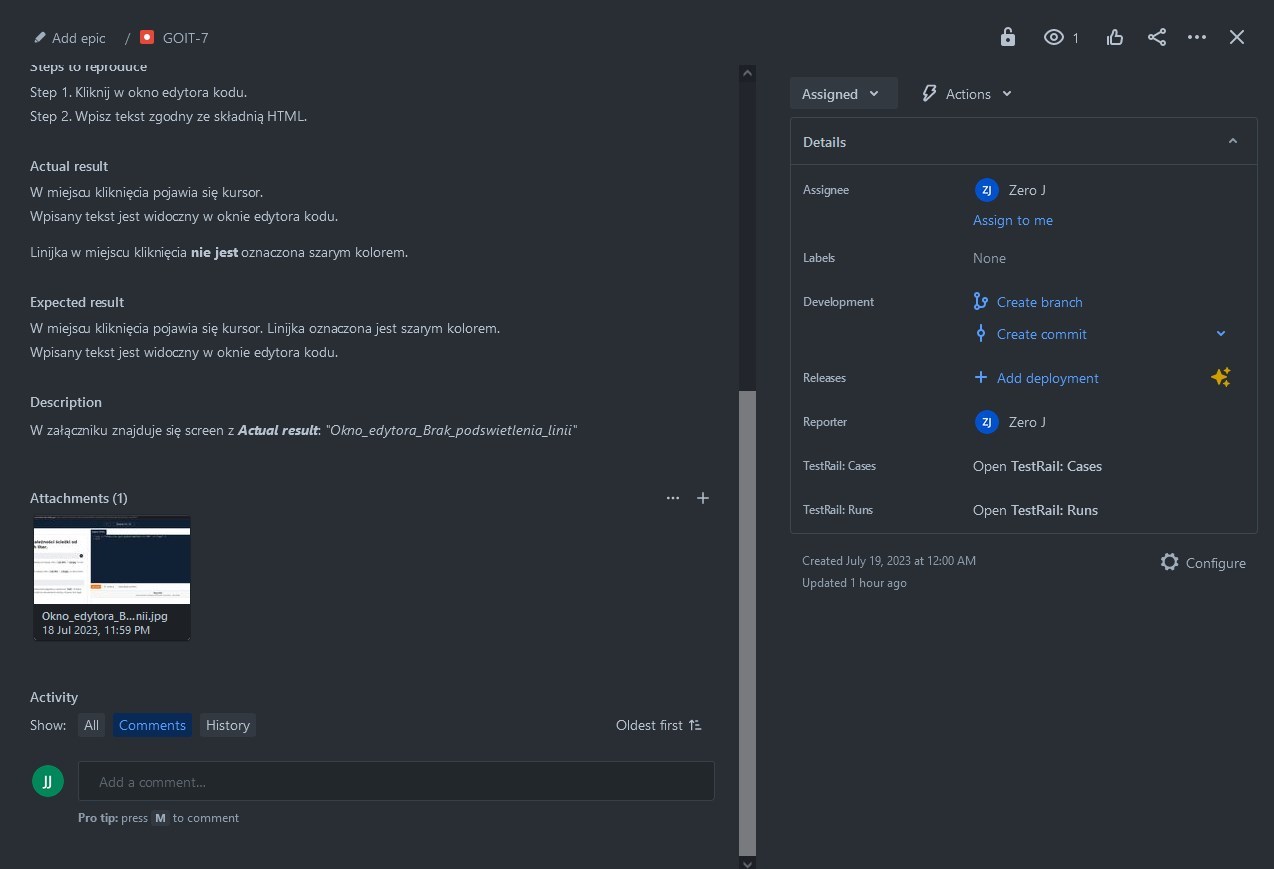 Add epic / GOIT-7
1
Steps to reproduce
Step 1. Kliknij w okno edytora kodu.
Step 2. Wpisz tekst zgodny ze składnią HTML.
Actual result
W miejscu kliknięcia pojawia się kursor.
Wpisany tekst jest widoczny w oknie edytora kodu.
Linijka w miejscu kliknięcia nie jest oznaczona szarym kolorem.
Expected result
W miejscu kliknięcia pojawia się kursor. Linijka oznaczona jest szarym kolorem.
Wpisany tekst jest widoczny w oknie edytora kodu.
Description
W załączniku znajduje się screen z Actual result: "Okno_edytora_Brak_podswietlenia_linii"
Attachments (1)
Okno_edytora_B...nii.jpg
18 Jul 2023, 11:59 PM
Activity
Show: All Comments History
Oldest first
JJ
Add a comment...
Pro tip: press M to comment
Assigned
Actions
Details
Assignee
ZJ Zero J
Assign to me
Labels
None
Development
Create branch
Create commit
Releases
Add deployment
Reporter
ZJ Zero J
TestRail: Cases
Open TestRail: Cases
TestRail: Runs
Open TestRail: Runs
Created July 19, 2023 at 12:00 AM
Updated 1 hour ago
Configure